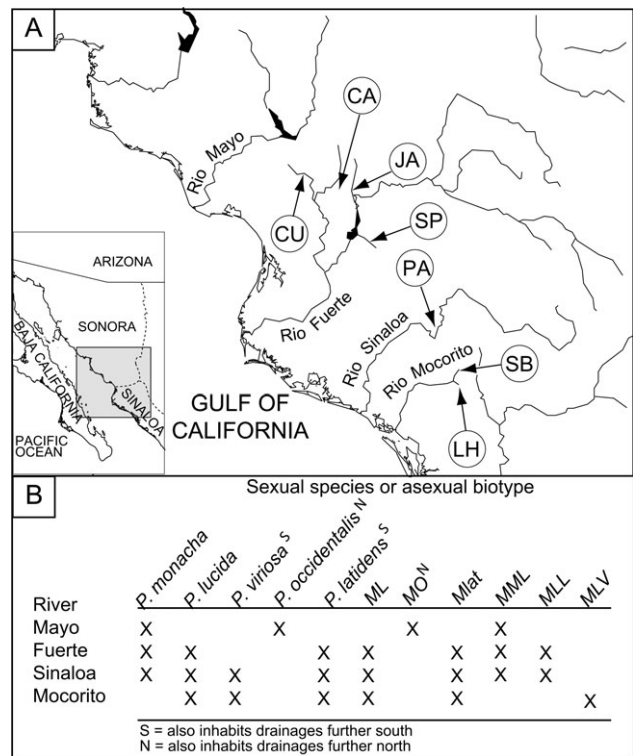 A
CA
Rio Mayo
JA
CU
SP
PA
Rio Fuerte
Rio Sinaloa
Rio Mocorito
SB
LH
GULF OF
CALIFORNIA
ARIZONA
SONORA
BAJA CALIFORNIA
SINALOA
PACIFIC
OCEAN
B
Sexual species or asexual biotype
River P. monacha P. lucida P. viriosa S P. occidentalis N P. latidens S ML MO N Mlat MML MLL MLV
Mayo X X X X
Fuerte X X X X X X X
Sinaloa X X X X X X X X
Mocorito X X X X X X
S = also inhabits drainages further south
N = also inhabits drainages further north